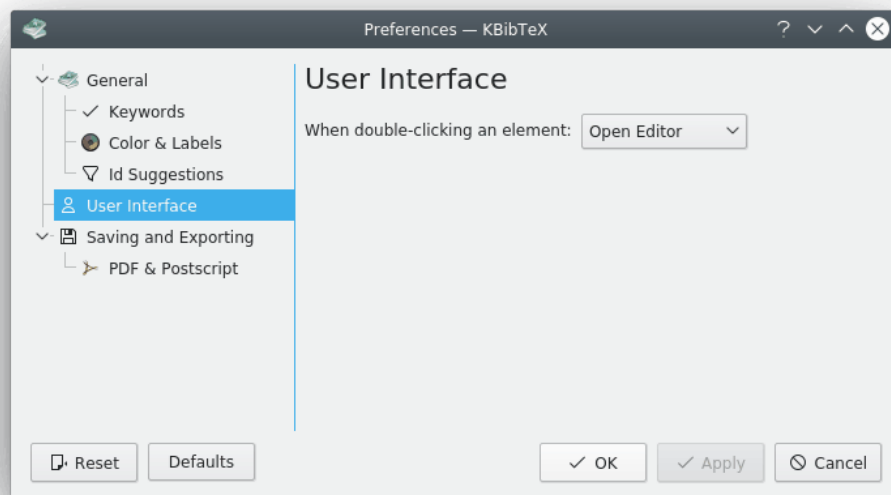 Preferences — KBibTeX
General
Keywords
Color & Labels
Id Suggestions
User Interface
Saving and Exporting
PDF & Postscript
User Interface
When double-clicking an element: Open Editor
Reset Defaults OK Apply Cancel